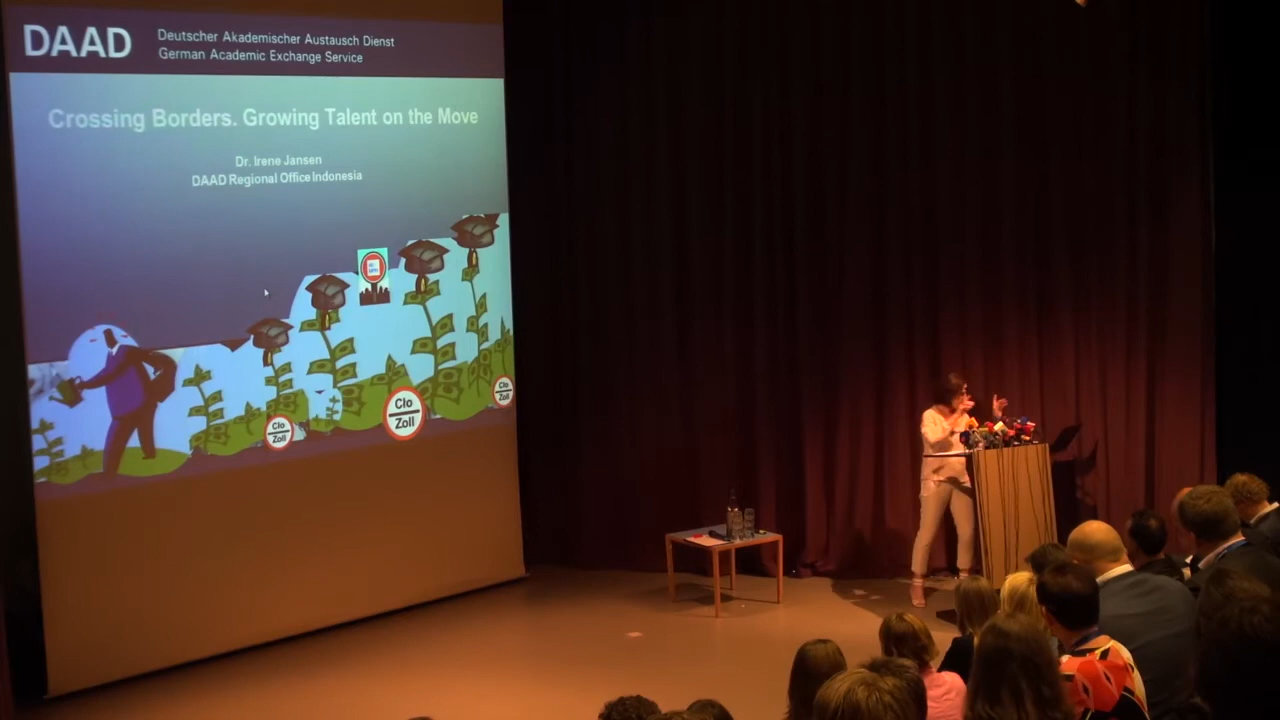 DAAD
Deutscher Akademischer Austausch Dienst
German Academic Exchange Service
Crossing Borders. Growing Talent on the Move
Dr. Irene Jansen
DAAD Regional Office Indonesia
Clo
Zoll
Clo
Zoll
Clo
Zoll